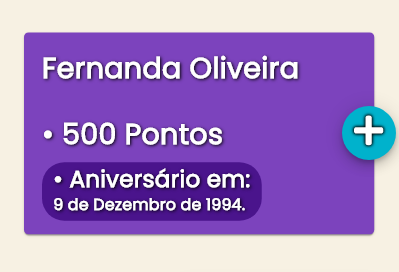 Fernanda Oliveira
• 500 Pontos
• Aniversário em:
9 de Dezembro de 1994.
+